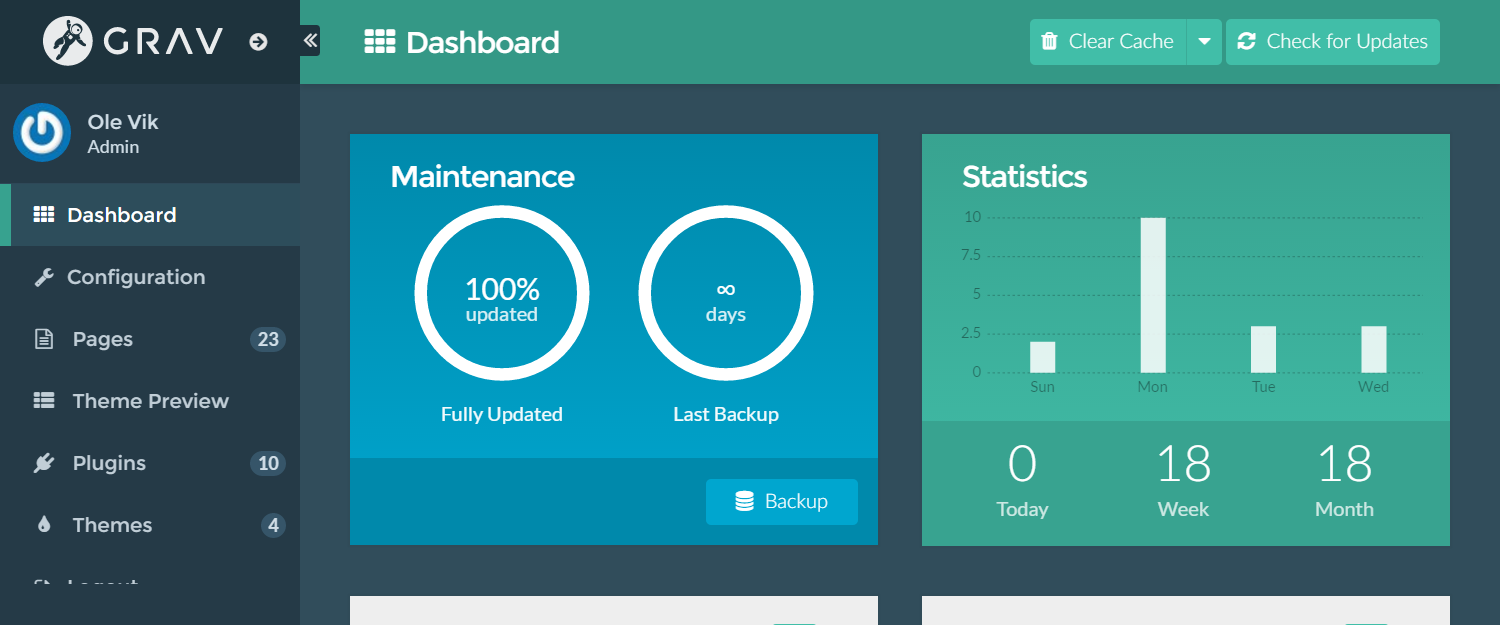 GRAV
Ole Vik
Admin
Dashboard
Configuration
Pages 23
Theme Preview
Plugins 10
Themes 4
Logout
Dashboard
Clear Cache
Check for Updates
Maintenance
100%
updated
∞
days
Fully Updated
Last Backup
Backup
Statistics
10
7.5
5
2.5
0
Sun Mon Tue Wed
0 18 18
Today Week Month